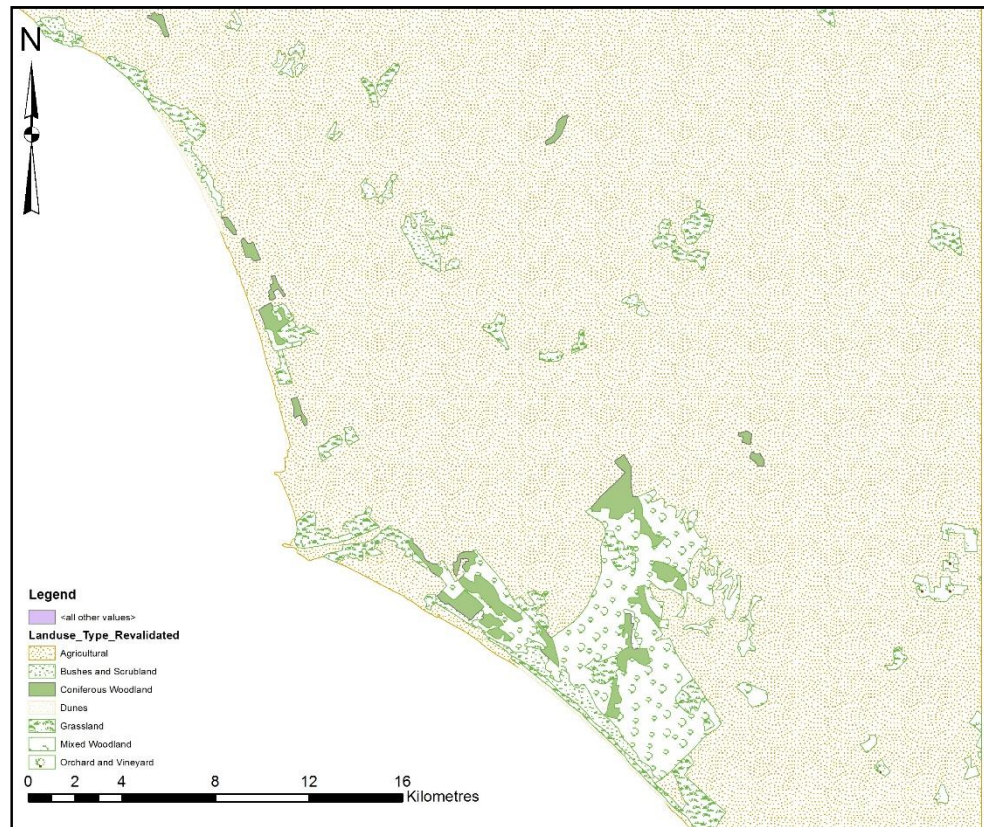 N
Legend
<all other values>
Landuse_Type_Revalidated
Agricultural
Bushes and Scrubland
Coniferous Woodland
Dunes
Grassland
Mixed Woodland
Orchard and Vineyard
0 2 4 8 12 16
Kilometres